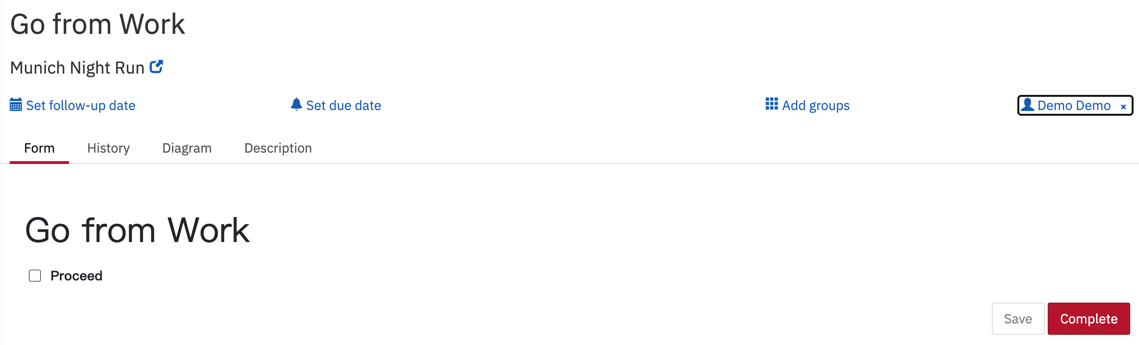 Go from Work
Munich Night Run
Set follow-up date Set due date Add groups Demo Demo ×
Form History Diagram Description
Go from Work
Proceed
Save Complete